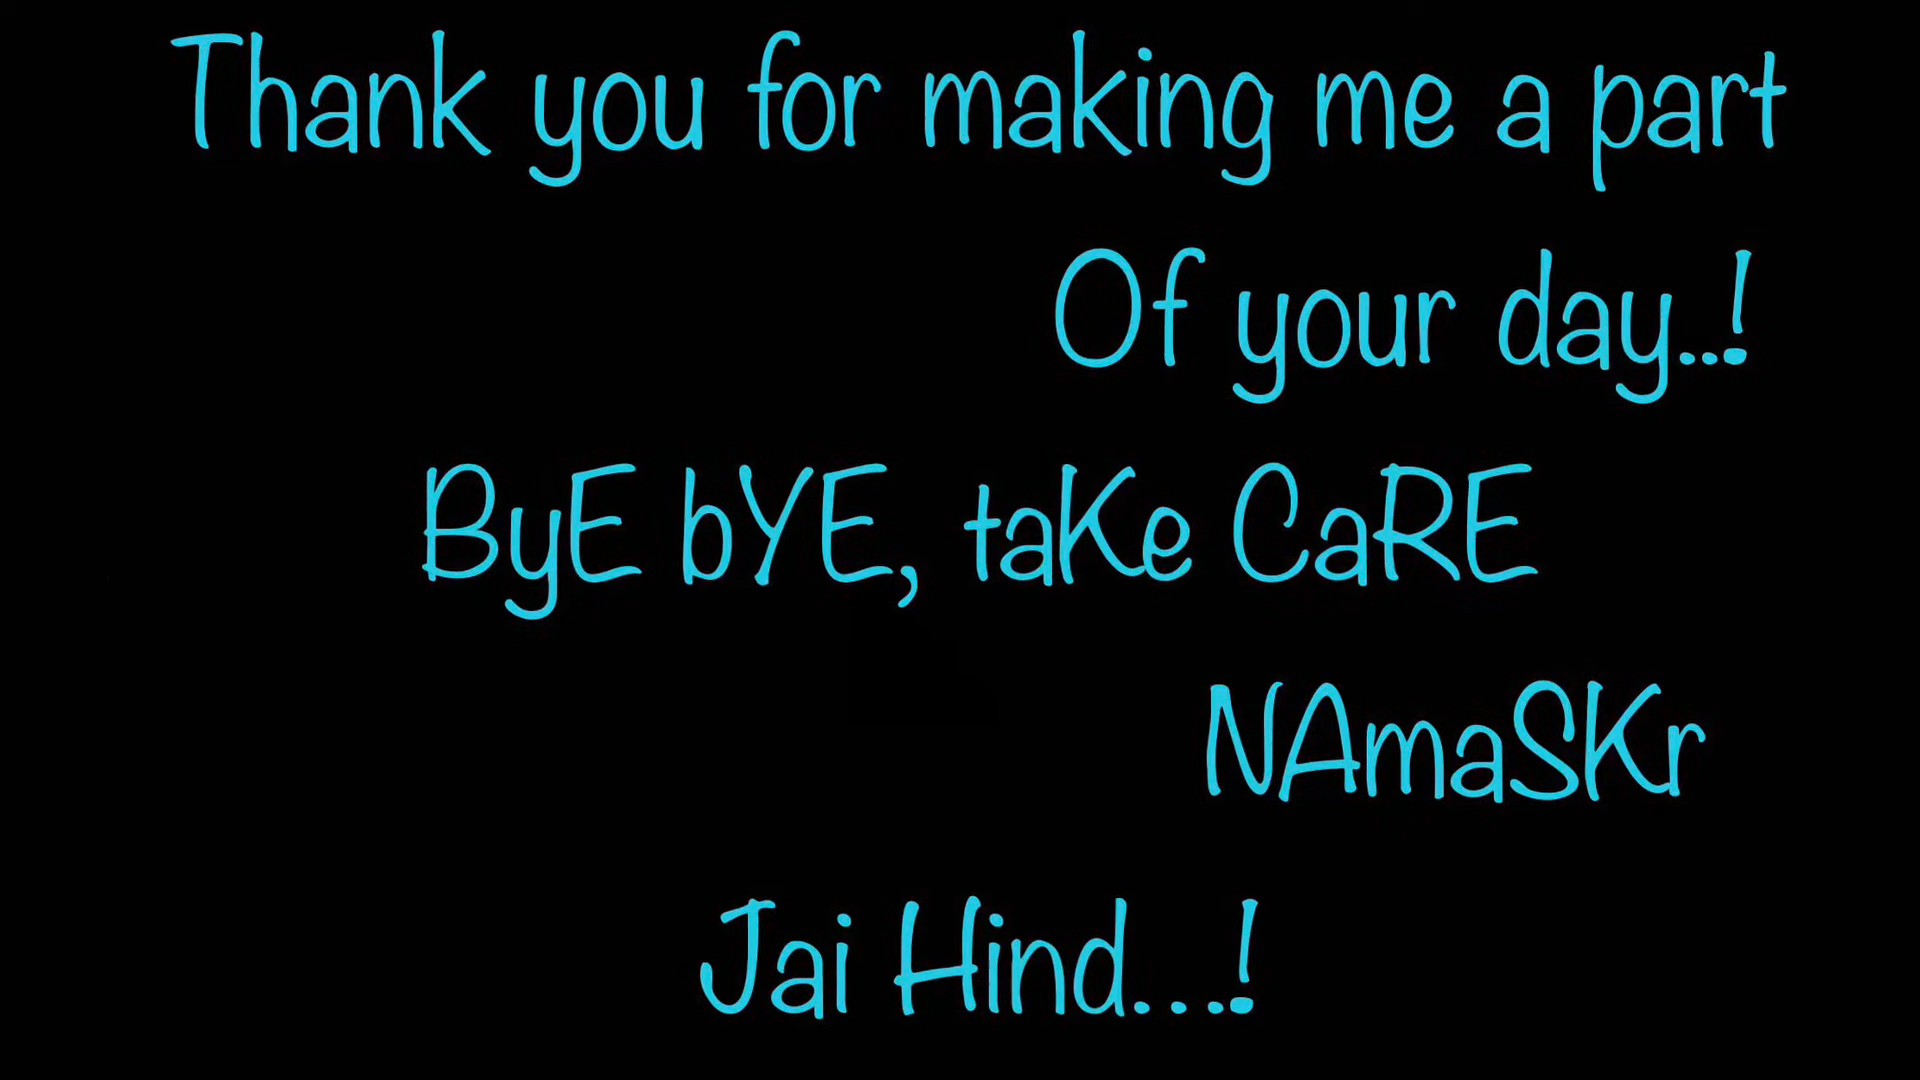 Thank you for making me a part
Of your day...!
ByE bYE, taKe CaRE
NAmaSKr
Jai Hind....!